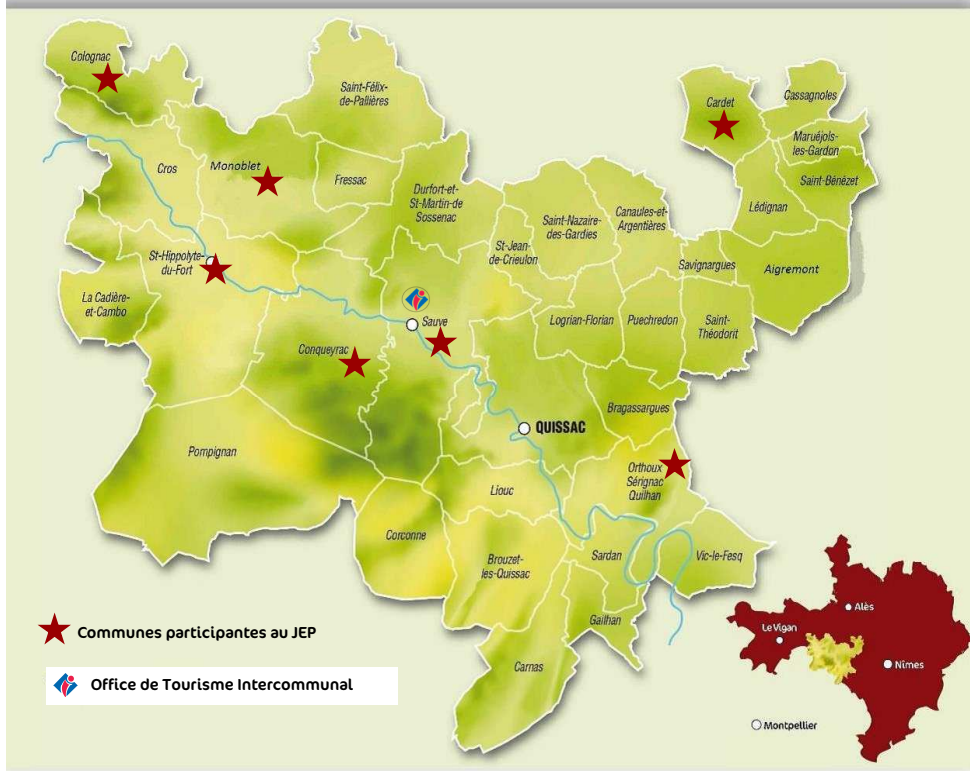 Colognac
Saint-Félix-
de-Pallières
Cardet
Cassagnoles
Maruéjols-
les-Gardon
Saint-Bénézet
Cros
Monoblet
Fressac
Durfort-et-
St-Martin-de
Sossenac
Lédignan
St-Jean-
de-Crieulon
Saint-Nazaire-
des-Gardies
Canaules-et-
Argentières
St-Hippolyte-
du-Fort
Savignargues
Aigremont
La Cadière-
et-Cambo
Sauve
Logrian-Florian
Puechredon
Saint-
Théodorit
Conqueyrac
Bragassargues
QUISSAC
Pompignan
Orthoux
Sérignac
Quilhan
Liouc
Corconne
Brouzet-
les-Quissac
Sardan
Vic-le-Fesq
Gailhan
Carnas
Communes participantes au JEP
Office de Tourisme Intercommunal
Alès
Le Vigan
Nîmes
Montpellier